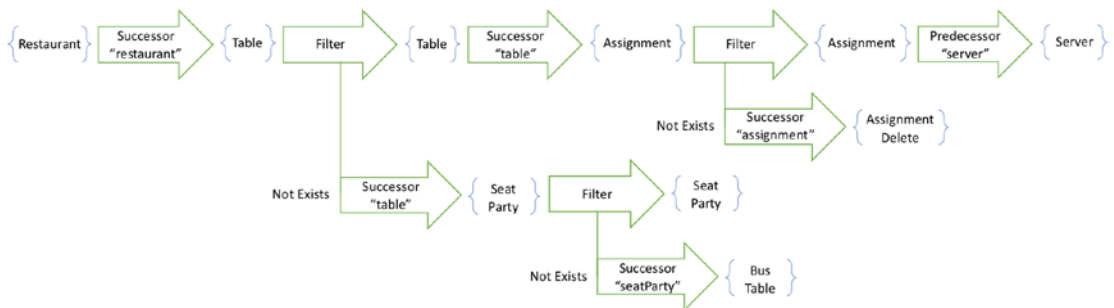 {Restaurant}
Successor
“restaurant”
{Table}
Filter
{Table}
Successor
“table”
{Assignment}
Filter
{Assignment}
Predecessor
“server”
{Server}
Not Exists
Successor
“assignment”
{Assignment
Delete}
Not Exists
Successor
“table”
{Seat
Party}
Filter
{Seat
Party}
Not Exists
Successor
“seatParty”
{Bus
Table}